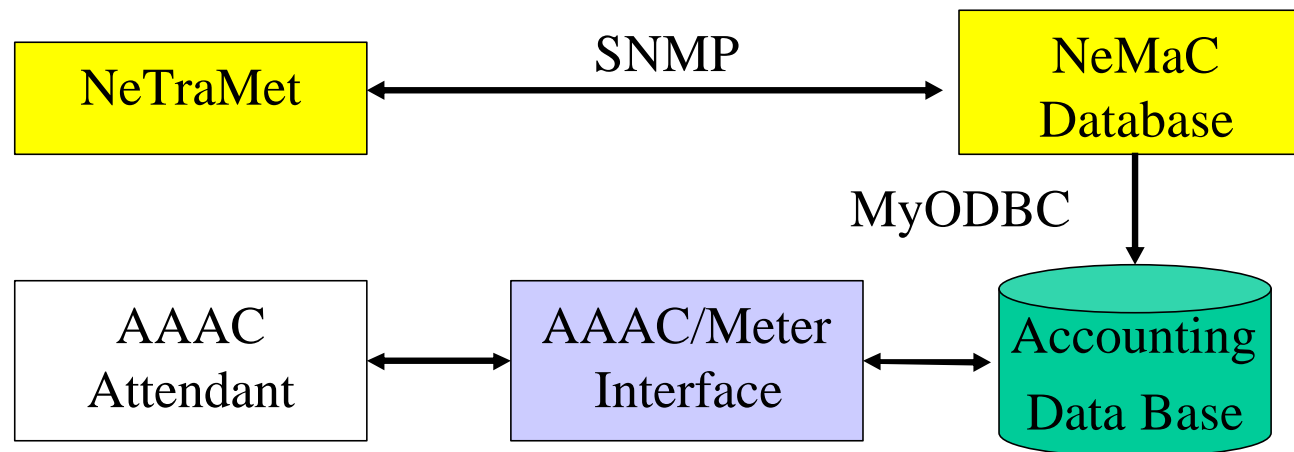 NeTraMet
SNMP
NeMaC
Database
MyODBC
AAAC
Attendant
AAAC/Meter
Interface
Accounting
Data Base